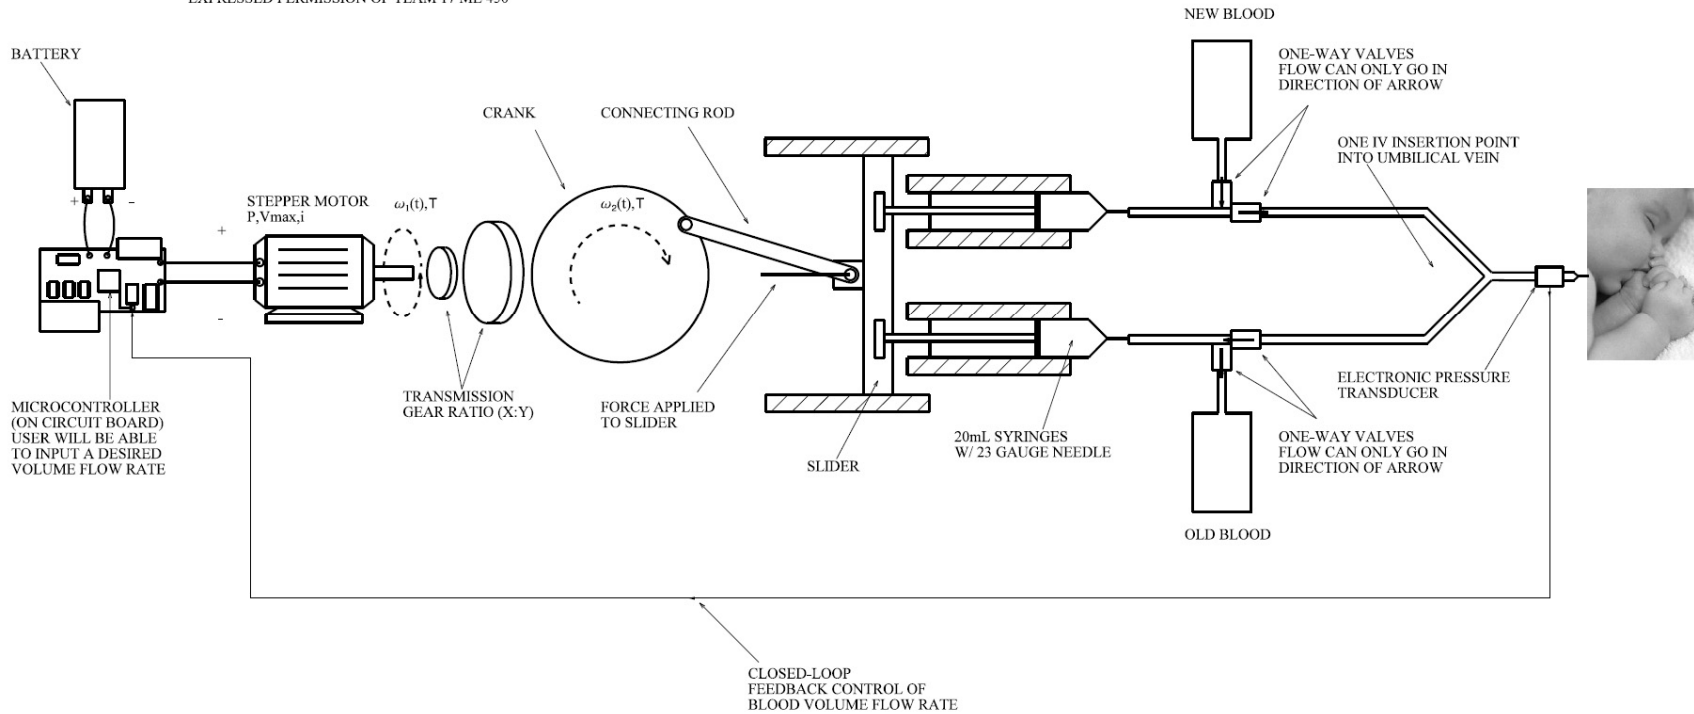 NEW BLOOD
BATTERY
ONE-WAY VALVES
FLOW CAN ONLY GO IN
DIRECTION OF ARROW
CRANK
CONNECTING ROD
ONE IV INSERTION POINT
INTO UMBILICAL VEIN
STEPPER MOTOR
P,Vmax,i
ω₁(t),T
ω₂(t),T
+
-
+
-
MICROCONTROLLER
(ON CIRCUIT BOARD)
USER WILL BE ABLE
TO INPUT A DESIRED
VOLUME FLOW RATE
TRANSMISSION
GEAR RATIO (X:Y)
FORCE APPLIED
TO SLIDER
SLIDER
20mL SYRINGES
W/ 23 GAUGE NEEDLE
ELECTRONIC PRESSURE
TRANSDUCER
ONE-WAY VALVES
FLOW CAN ONLY GO IN
DIRECTION OF ARROW
OLD BLOOD
CLOSED-LOOP
FEEDBACK CONTROL OF
BLOOD VOLUME FLOW RATE